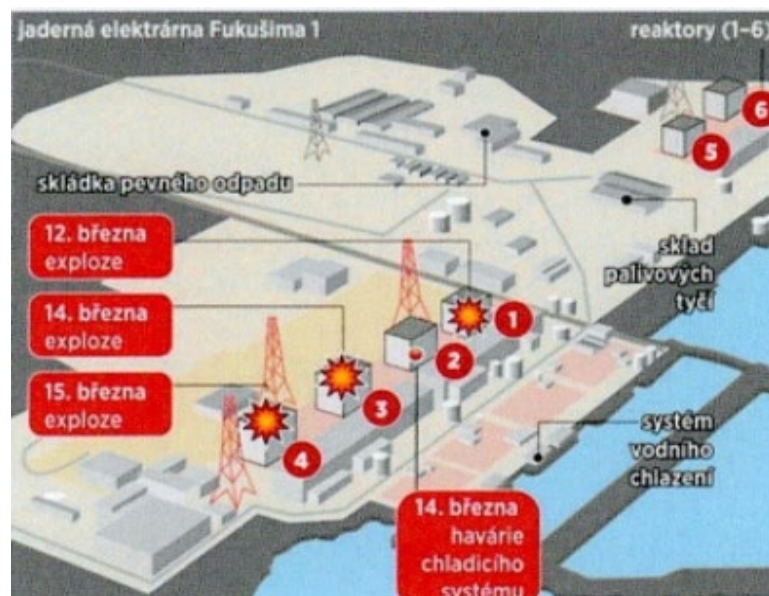 jaderná elektrárna Fukušima 1
reaktory (1–6)
6
5
skládka pevného odpadu
12. března
exploze
sklad
palivových
tyčí
14. března
exploze
1
2
15. března
exploze
3
4
systém
vodního
chlazení
14. března
havárie
chladicího
systému